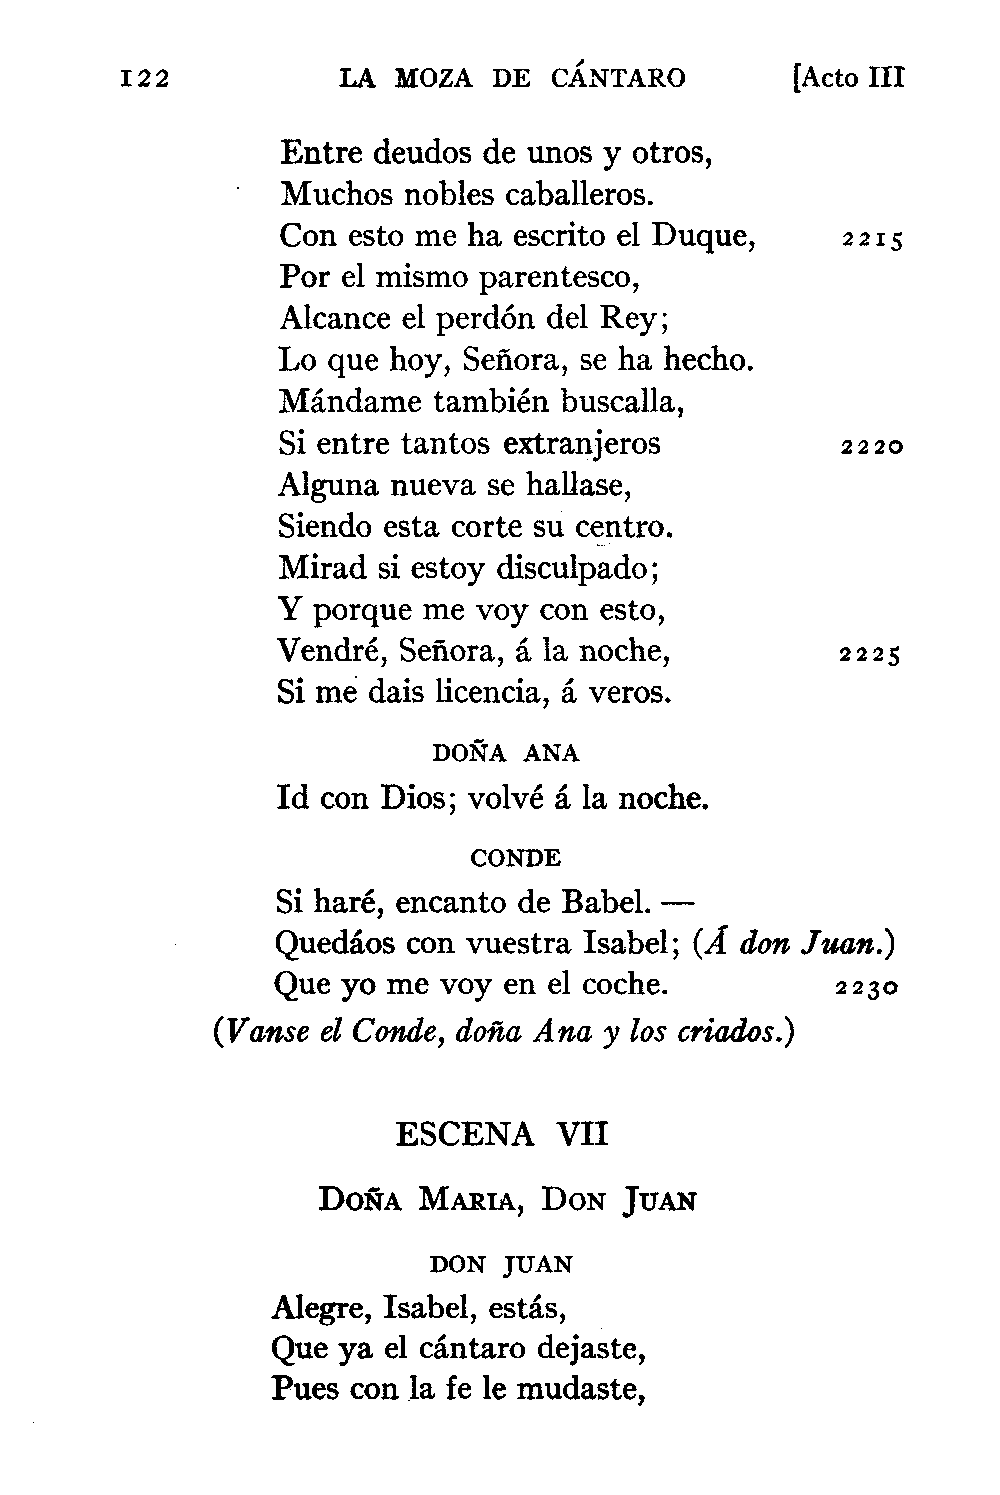 122 LA MOZA DE CÁNTARO [Acto III
Entre deudos de unos y otros,
Muchos nobles caballeros.
Con esto me ha escrito el Duque, 2215
Por el mismo parentesco,
Alcance el perdón del Rey;
Lo que hoy, Señora, se ha hecho.
Mándame también buscalla,
Si entre tantos extranjeros 2220
Alguna nueva se hallase,
Siendo esta corte su centro.
Mirad si estoy disculpado;
Y porque me voy con esto,
Vendré, Señora, á la noche, 2225
Si me dais licencia, á veros.
DOÑA ANA
Id con Dios; volvé á la noche.
CONDE
Si haré, encanto de Babel. —
Quedáos con vuestra Isabel; (Á don Juan.)
Que yo me voy en el coche. 2230
(Vanse el Conde, doña Ana y los criados.)
ESCENA VII
DOÑA MARIA, DON JUAN
DON JUAN
Alegre, Isabel, estás,
Que ya el cántaro dejaste,
Pues con la fe le mudaste,